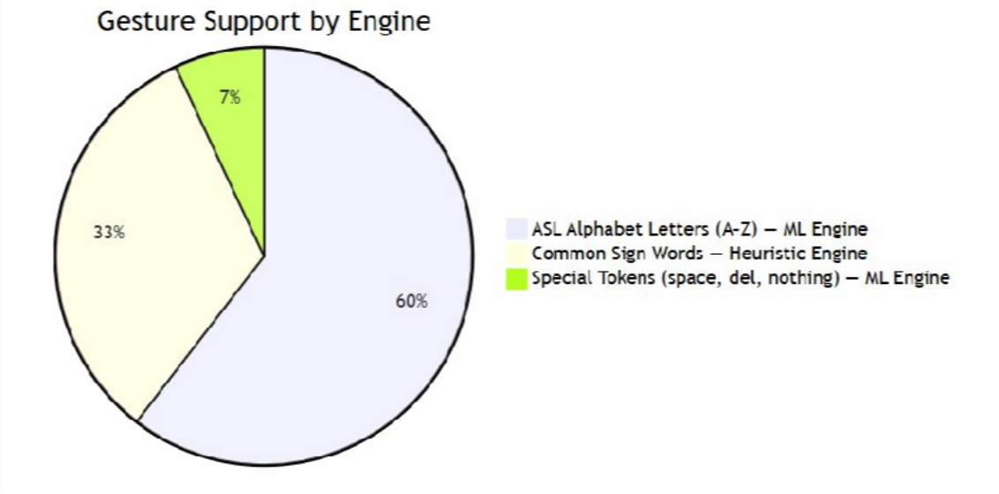 Gesture Support by Engine
7%
33%
60%
ASL Alphabet Letters (A-Z) — ML Engine
Common Sign Words — Heuristic Engine
Special Tokens (space, del, nothing) — ML Engine